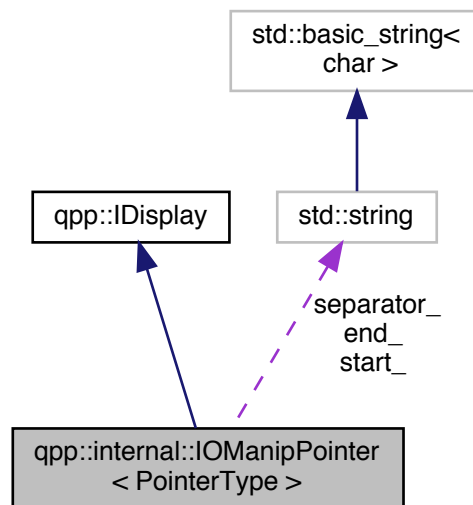 std::basic_string<
char >
qpp::IDisplay
std::string
separator_
end_
start_
qpp::internal::IOManipPointer
< PointerType >